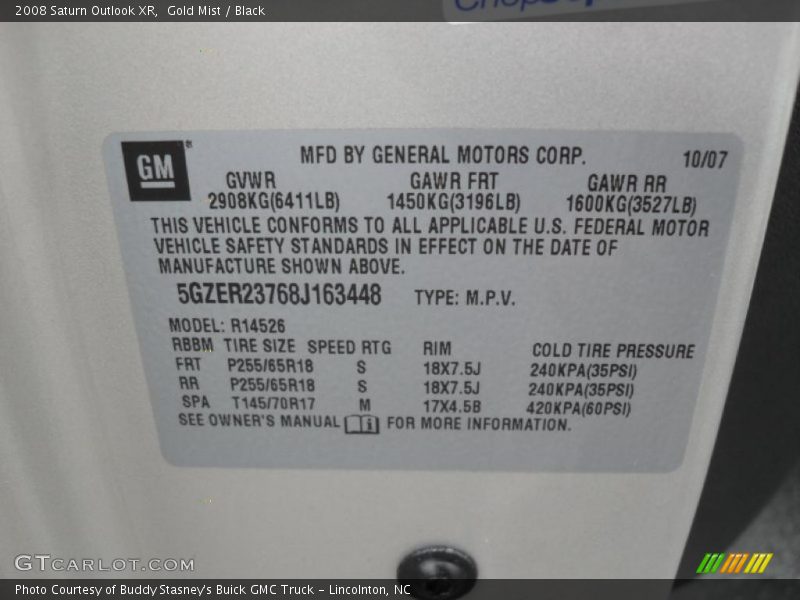 2008 Saturn Outlook XR, Gold Mist / Black
GM
MFD BY GENERAL MOTORS CORP. 10/07
GVWR GAWR FRT GAWR RR
2908KG(6411LB) 1450KG(3196LB) 1600KG(3527LB)
THIS VEHICLE CONFORMS TO ALL APPLICABLE U.S. FEDERAL MOTOR
VEHICLE SAFETY STANDARDS IN EFFECT ON THE DATE OF
MANUFACTURE SHOWN ABOVE.
5GZER23768J163448 TYPE: M.P.V.
MODEL: R14526
RBBM TIRE SIZE SPEED RTG RIM COLD TIRE PRESSURE
FRT P255/65R18 S 18X7.5J 240KPA(35PSI)
RR P255/65R18 S 18X7.5J 240KPA(35PSI)
SPA T145/70R17 M 17X4.5B 420KPA(60PSI)
SEE OWNER'S MANUAL FOR MORE INFORMATION.
GTCARLOT.COM
Photo Courtesy of Buddy Stasney's Buick GMC Truck - Lincolnton, NC